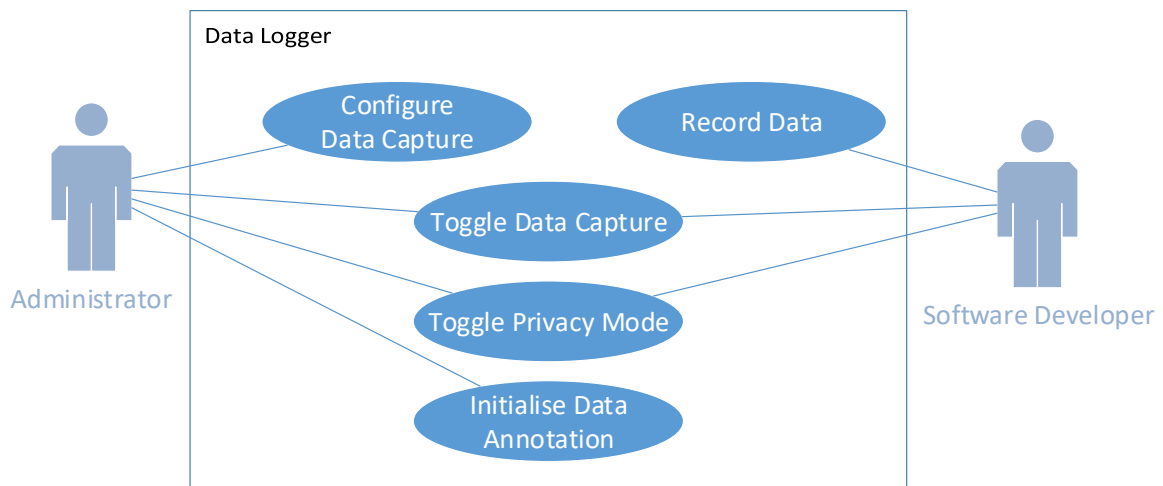 Data Logger
Configure
Data Capture
Record Data
Toggle Data Capture
Administrator
Toggle Privacy Mode
Software Developer
Initialise Data
Annotation